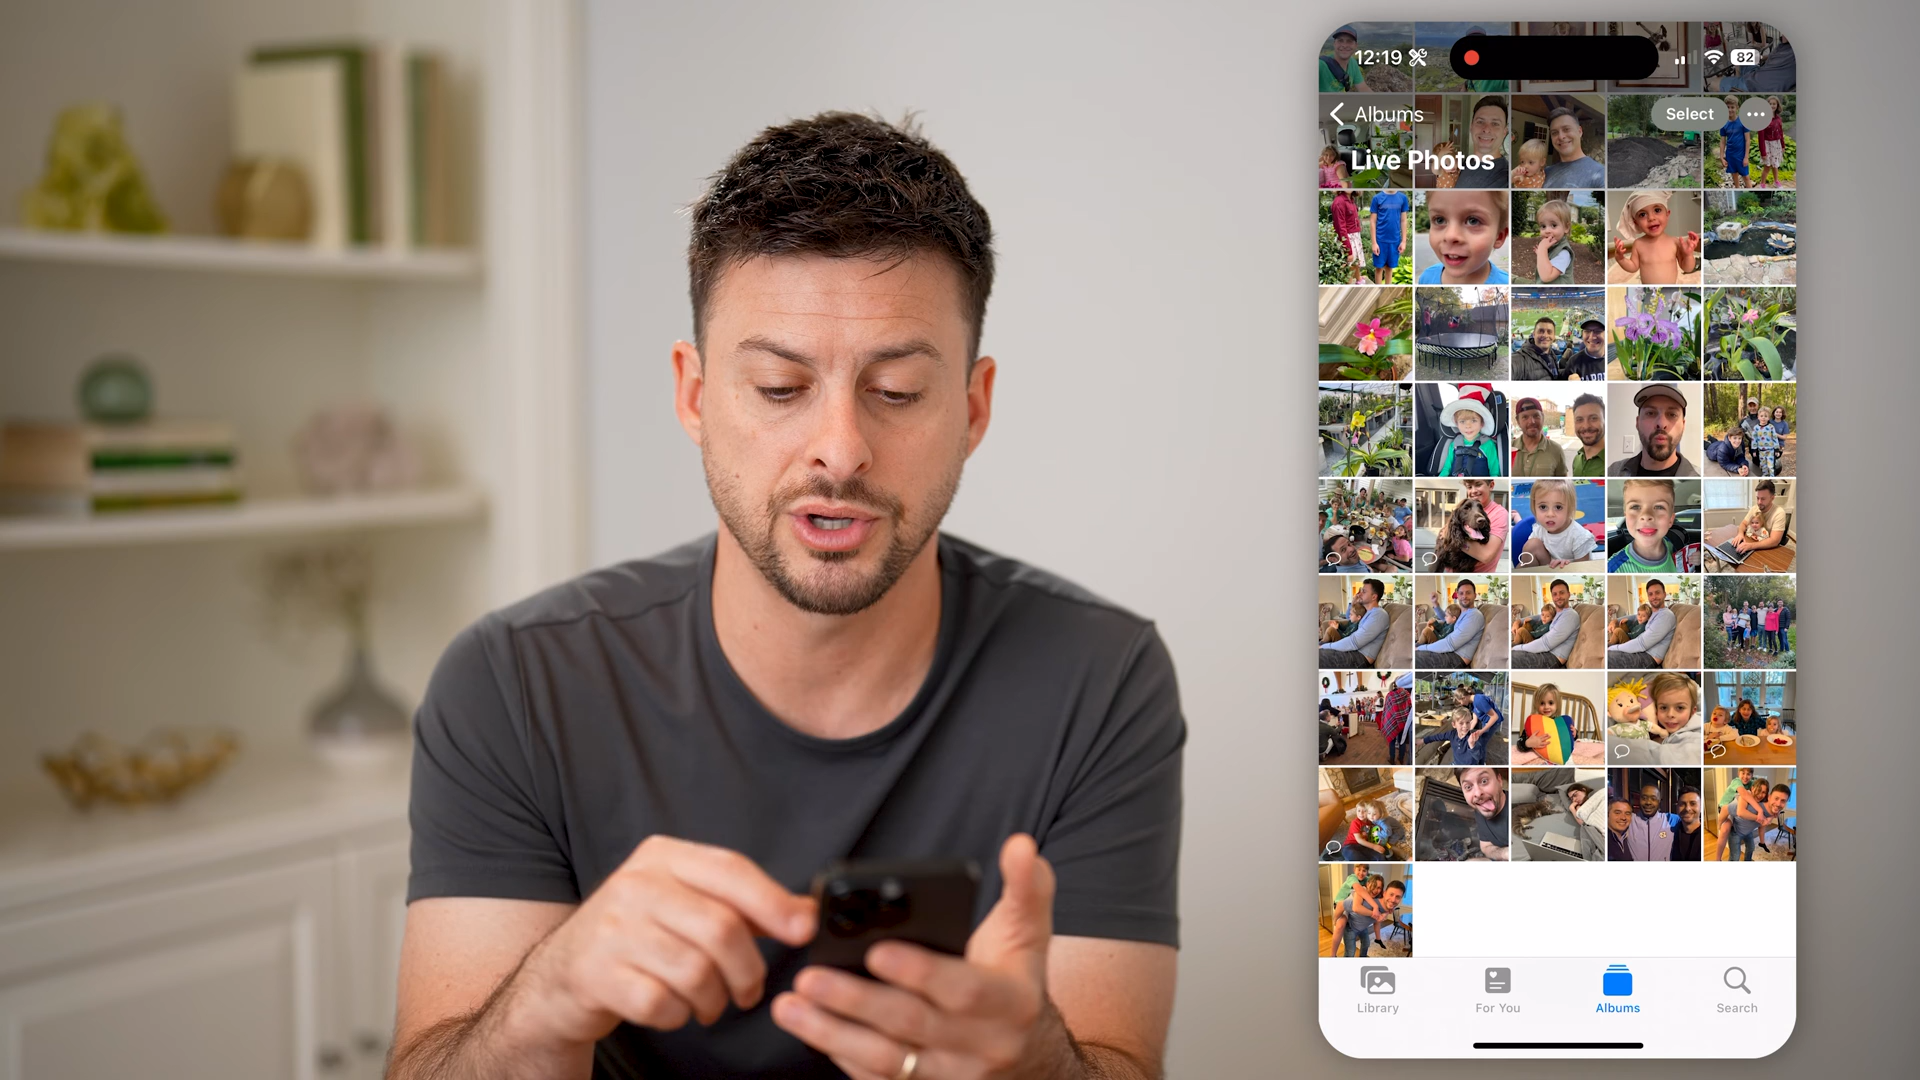 12:19
82
Albums
Select
Live Photos
Library
For You
Albums
Search